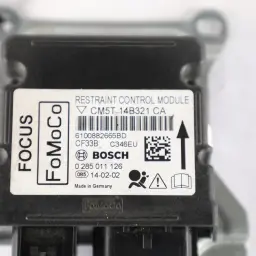 FOCUS
FoMoCo
RESTRAINT CONTROL MODULE
CM5T 14B321 CA
6100882665BD
CF33B C346EU
BOSCH
0 285 011 126
14-02-02
Made in Germany